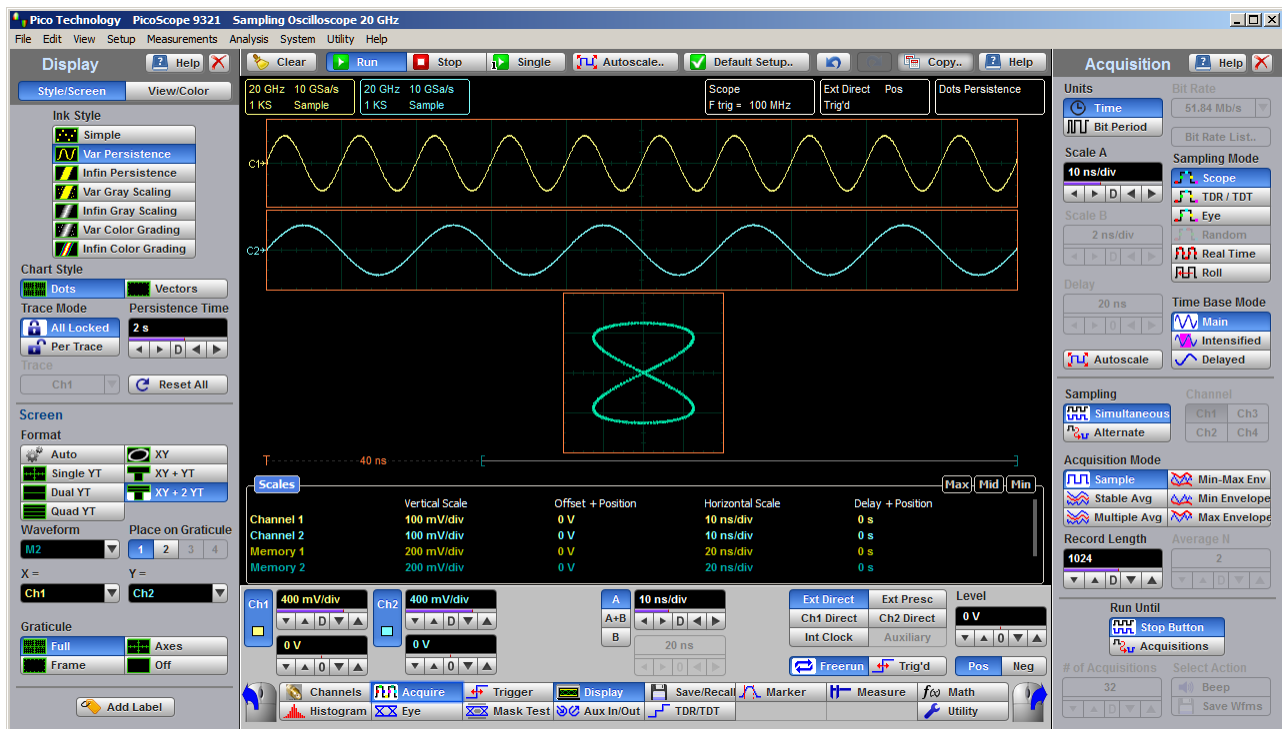 Pico Technology PicoScope 9321 Sampling Oscilloscope 20 GHz
File Edit View Setup Measurements Analysis System Utility Help
Display Help
Style/Screen View/Color
Ink Style
Simple
Var Persistence
Infin Persistence
Var Gray Scaling
Infin Gray Scaling
Var Color Grading
Infin Color Grading
Chart Style
Dots Vectors
Trace Mode Persistence Time
All Locked 2 s
Per Trace D
Trace
Ch1 Reset All
Screen
Format
Auto XY
Single YT XY + YT
Dual YT XY + 2 YT
Quad YT
Waveform Place on Graticule
M2 1 2 3 4
X = Y =
Ch1 Ch2
Graticule
Full Axes
Frame Off
Add Label
Clear Run Stop Single Autoscale.. Default Setup.. Copy.. Help
20 GHz 10 GSa/s
1 KS Sample
20 GHz 10 GSa/s
1 KS Sample
Scope
F trig = 100 MHz
Ext Direct Pos
Trig'd
Dots Persistence
C1
C2
T 40 ns
Scales Max Mid Min
Vertical Scale Offset + Position Horizontal Scale Delay + Position
Channel 1 100 mV/div 0 V 10 ns/div 0 s
Channel 2 100 mV/div 0 V 10 ns/div 0 s
Memory 1 200 mV/div 0 V 20 ns/div 0 s
Memory 2 200 mV/div 0 V 20 ns/div 0 s
Ch1 400 mV/div
D
0 V
0
Ch2 400 mV/div
D
0 V
0
A 10 ns/div
A+B D
B 20 ns
0
Ext Direct Ext Presc
Ch1 Direct Ch2 Direct
Int Clock Auxiliary
Freerun Trig'd
Level
0 V
0
Pos Neg
Channels Acquire Trigger Display Save/Recall Marker Measure f(x) Math
Histogram Eye Mask Test Aux In/Out TDR/TDT Utility
Acquisition Help
Units Bit Rate
Time 51.84 Mb/s
Bit Period Bit Rate List..
Scale A Sampling Mode
10 ns/div Scope
D TDR / TDT
Scale B Eye
2 ns/div Random
D Real Time
Roll
Delay Time Base Mode
20 ns Main
0 Intensified
Autoscale Delayed
Sampling Channel
Simultaneous Ch1 Ch3
Alternate Ch2 Ch4
Acquisition Mode
Sample Min-Max Env
Stable Avg Min Envelope
Multiple Avg Max Envelope
Record Length Average N
1024 2
D D
Run Until
Stop Button
Acquisitions
# of Acquisitions Select Action
32 Beep
D Save Wfms